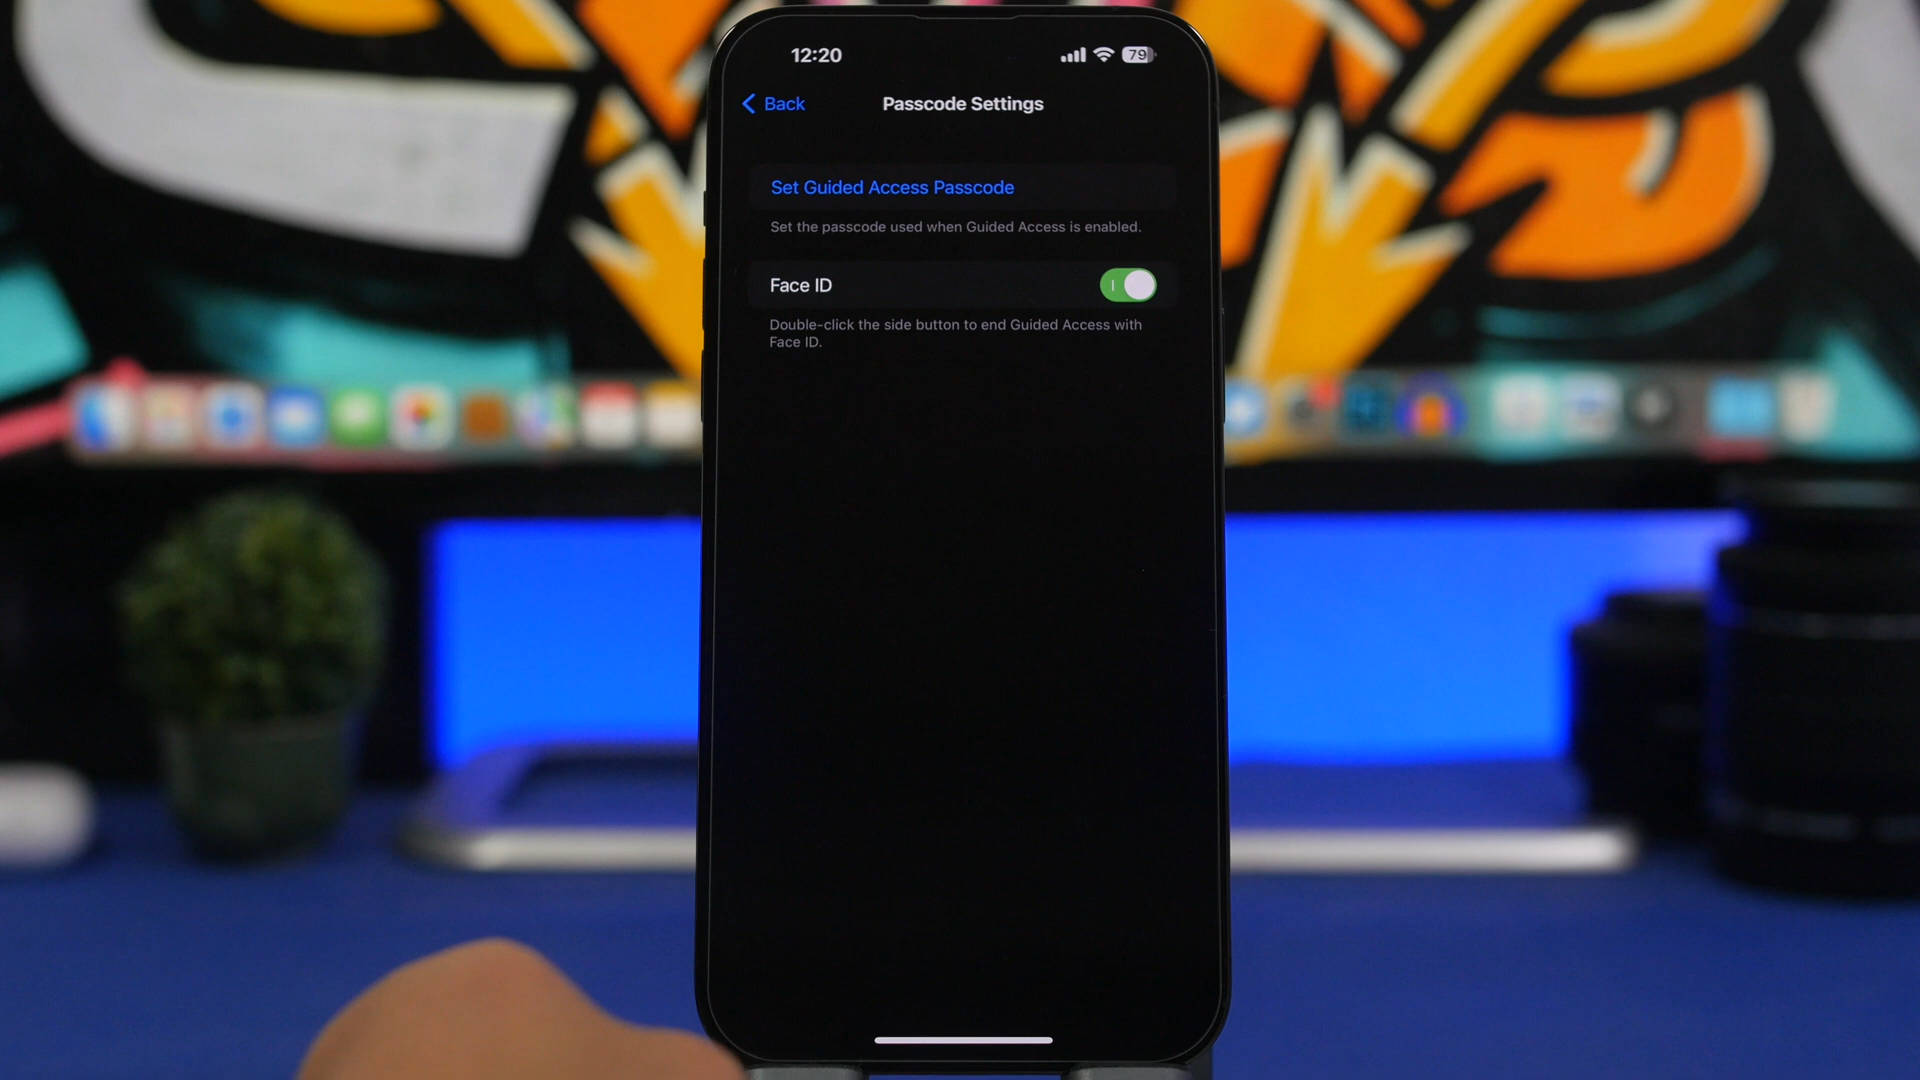 12:20
79
Back
Passcode Settings
Set Guided Access Passcode
Set the passcode used when Guided Access is enabled.
Face ID
Double-click the side button to end Guided Access with
Face ID.